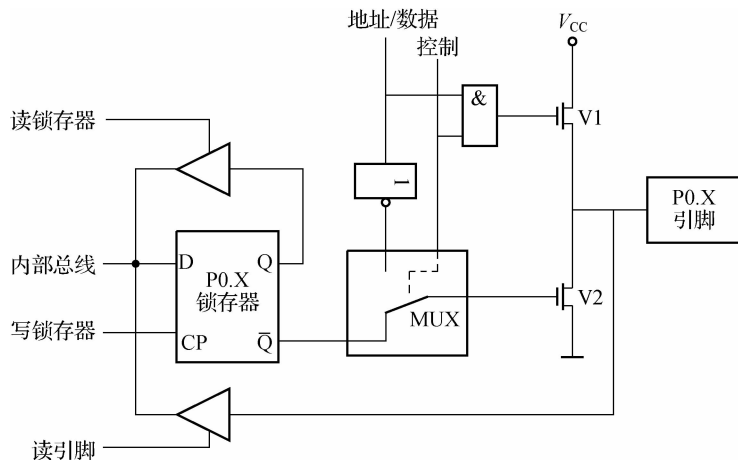 地址/数据
控制
VCC
&
V1
读锁存器
1
P0.X
引脚
内部总线
D
Q
P0.X
锁存器
V2
MUX
写锁存器
CP
Q̅
读引脚